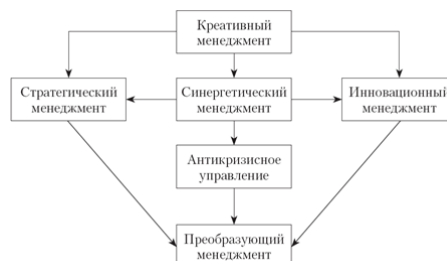 Креативный
менеджмент
Стратегический
менеджмент
Синергетический
менеджмент
Инновационный
менеджмент
Антикризисное
управление
Преобразующий
менеджмент